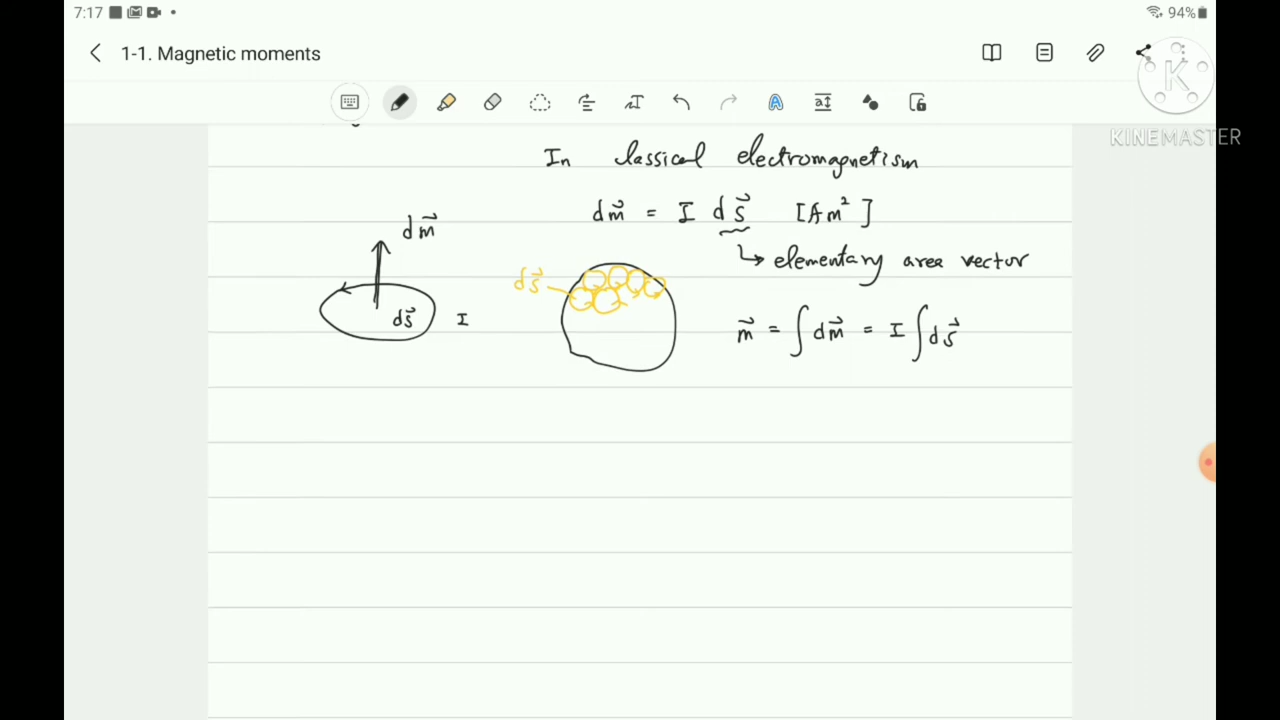 7:17
94%
1-1. Magnetic moments
KINEMASTER
In classical electromagnetism
dm⃗ = I ds⃗ [Am²]
dm⃗
↳ elementary area vector
ds⃗
ds⃗ I
m⃗ = ∫dm⃗ = I∫ds⃗